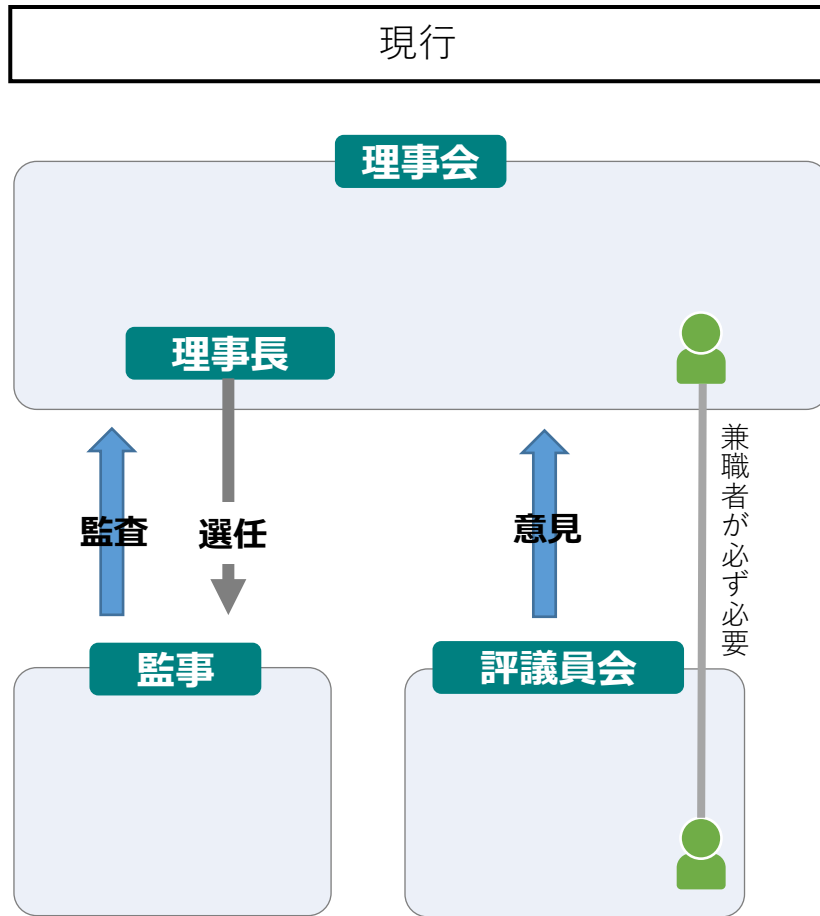 現行
理事会
理事長
兼職者が必ず必要
監査
選任
意見
監事
評議員会